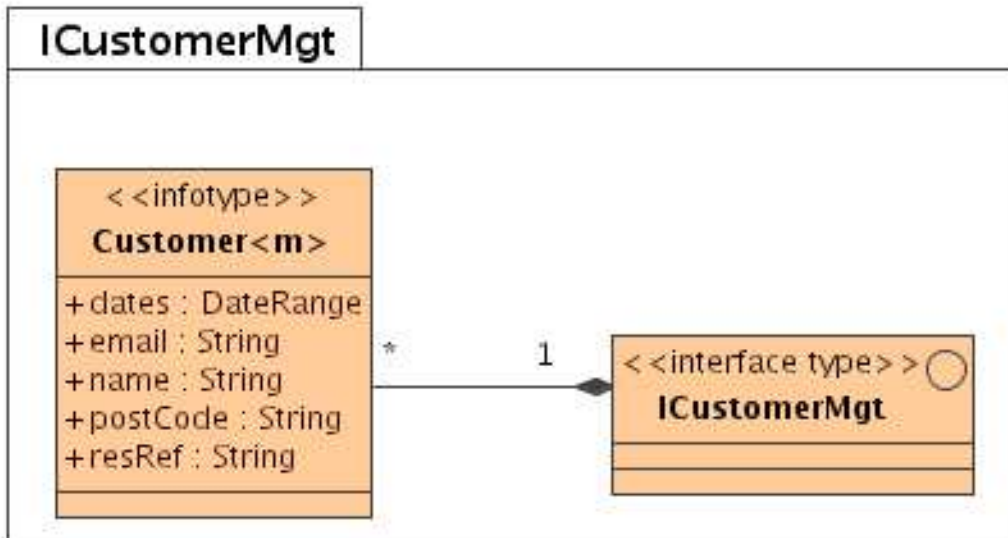 ICustomerMgt
<<infotype>>
Customer<m>
+dates : DateRange
+email : String
+name : String
+postCode : String
+resRef : String
*
1
<<interface type>>
ICustomerMgt